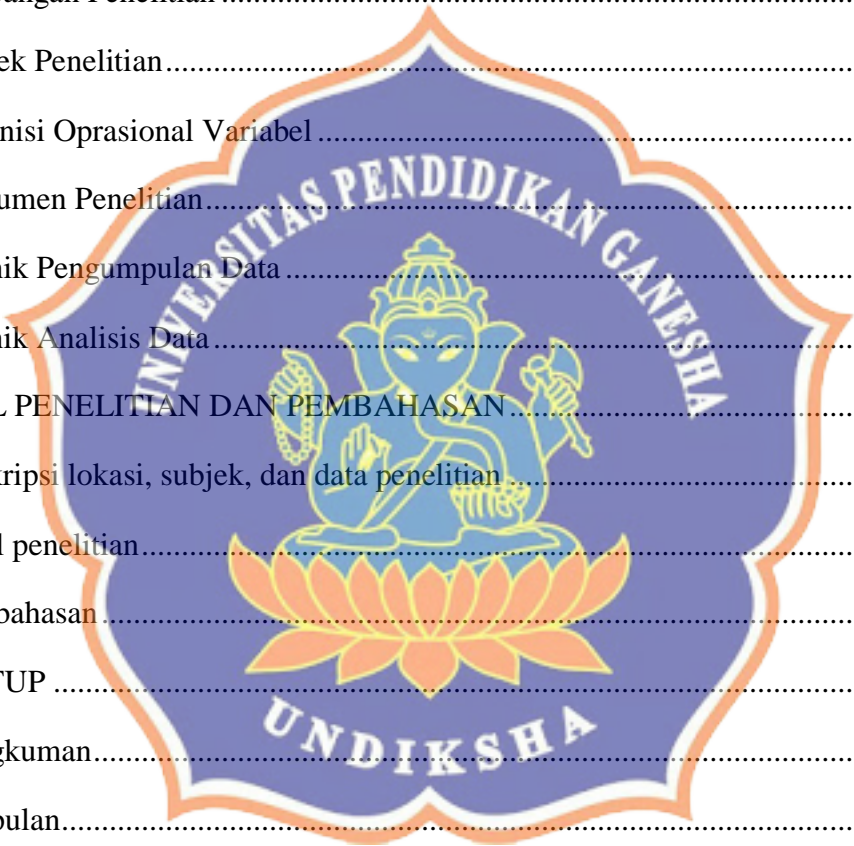 angan Penelitian
ek Penelitian
nisi Oprasional Variabel
umen Penelitian
UNIVERSITAS PENDIDIKAN GANESHA
nik Pengumpulan Data
nik Analisis Data
L PENELITIAN DAN PEMBAHASAN
kripsi lokasi, subjek, dan data penelitian
l penelitian
bahasan
TUP
UNDIKSHA
gkuman
pulan